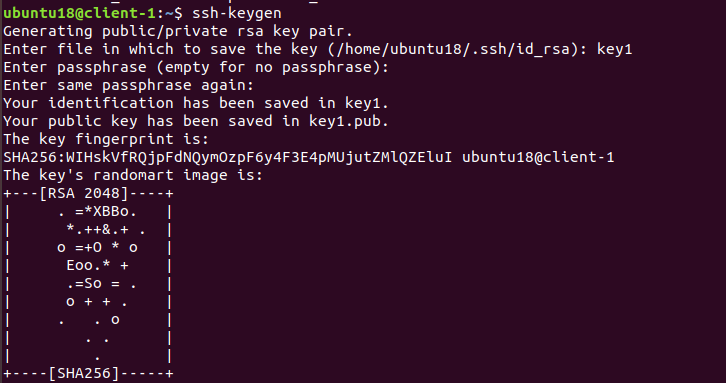 ubuntu18@client-1:~$ ssh-keygen
Generating public/private rsa key pair.
Enter file in which to save the key (/home/ubuntu18/.ssh/id_rsa): key1
Enter passphrase (empty for no passphrase):
Enter same passphrase again:
Your identification has been saved in key1.
Your public key has been saved in key1.pub.
The key fingerprint is:
SHA256:WIHskVfRQjpFdNQymOzpF6y4F3E4pMUjutZMlQZEluI ubuntu18@client-1
The key's randomart image is:
+---[RSA 2048]----+
|     . =*XBBo.   |
|      *.++&.+ .  |
|     o =+O * o   |
|      Eoo.* +    |
|      .=So = .   |
|      o + + .    |
|     .   . o     |
|        . .      |
|         .       |
+----[SHA256]-----+